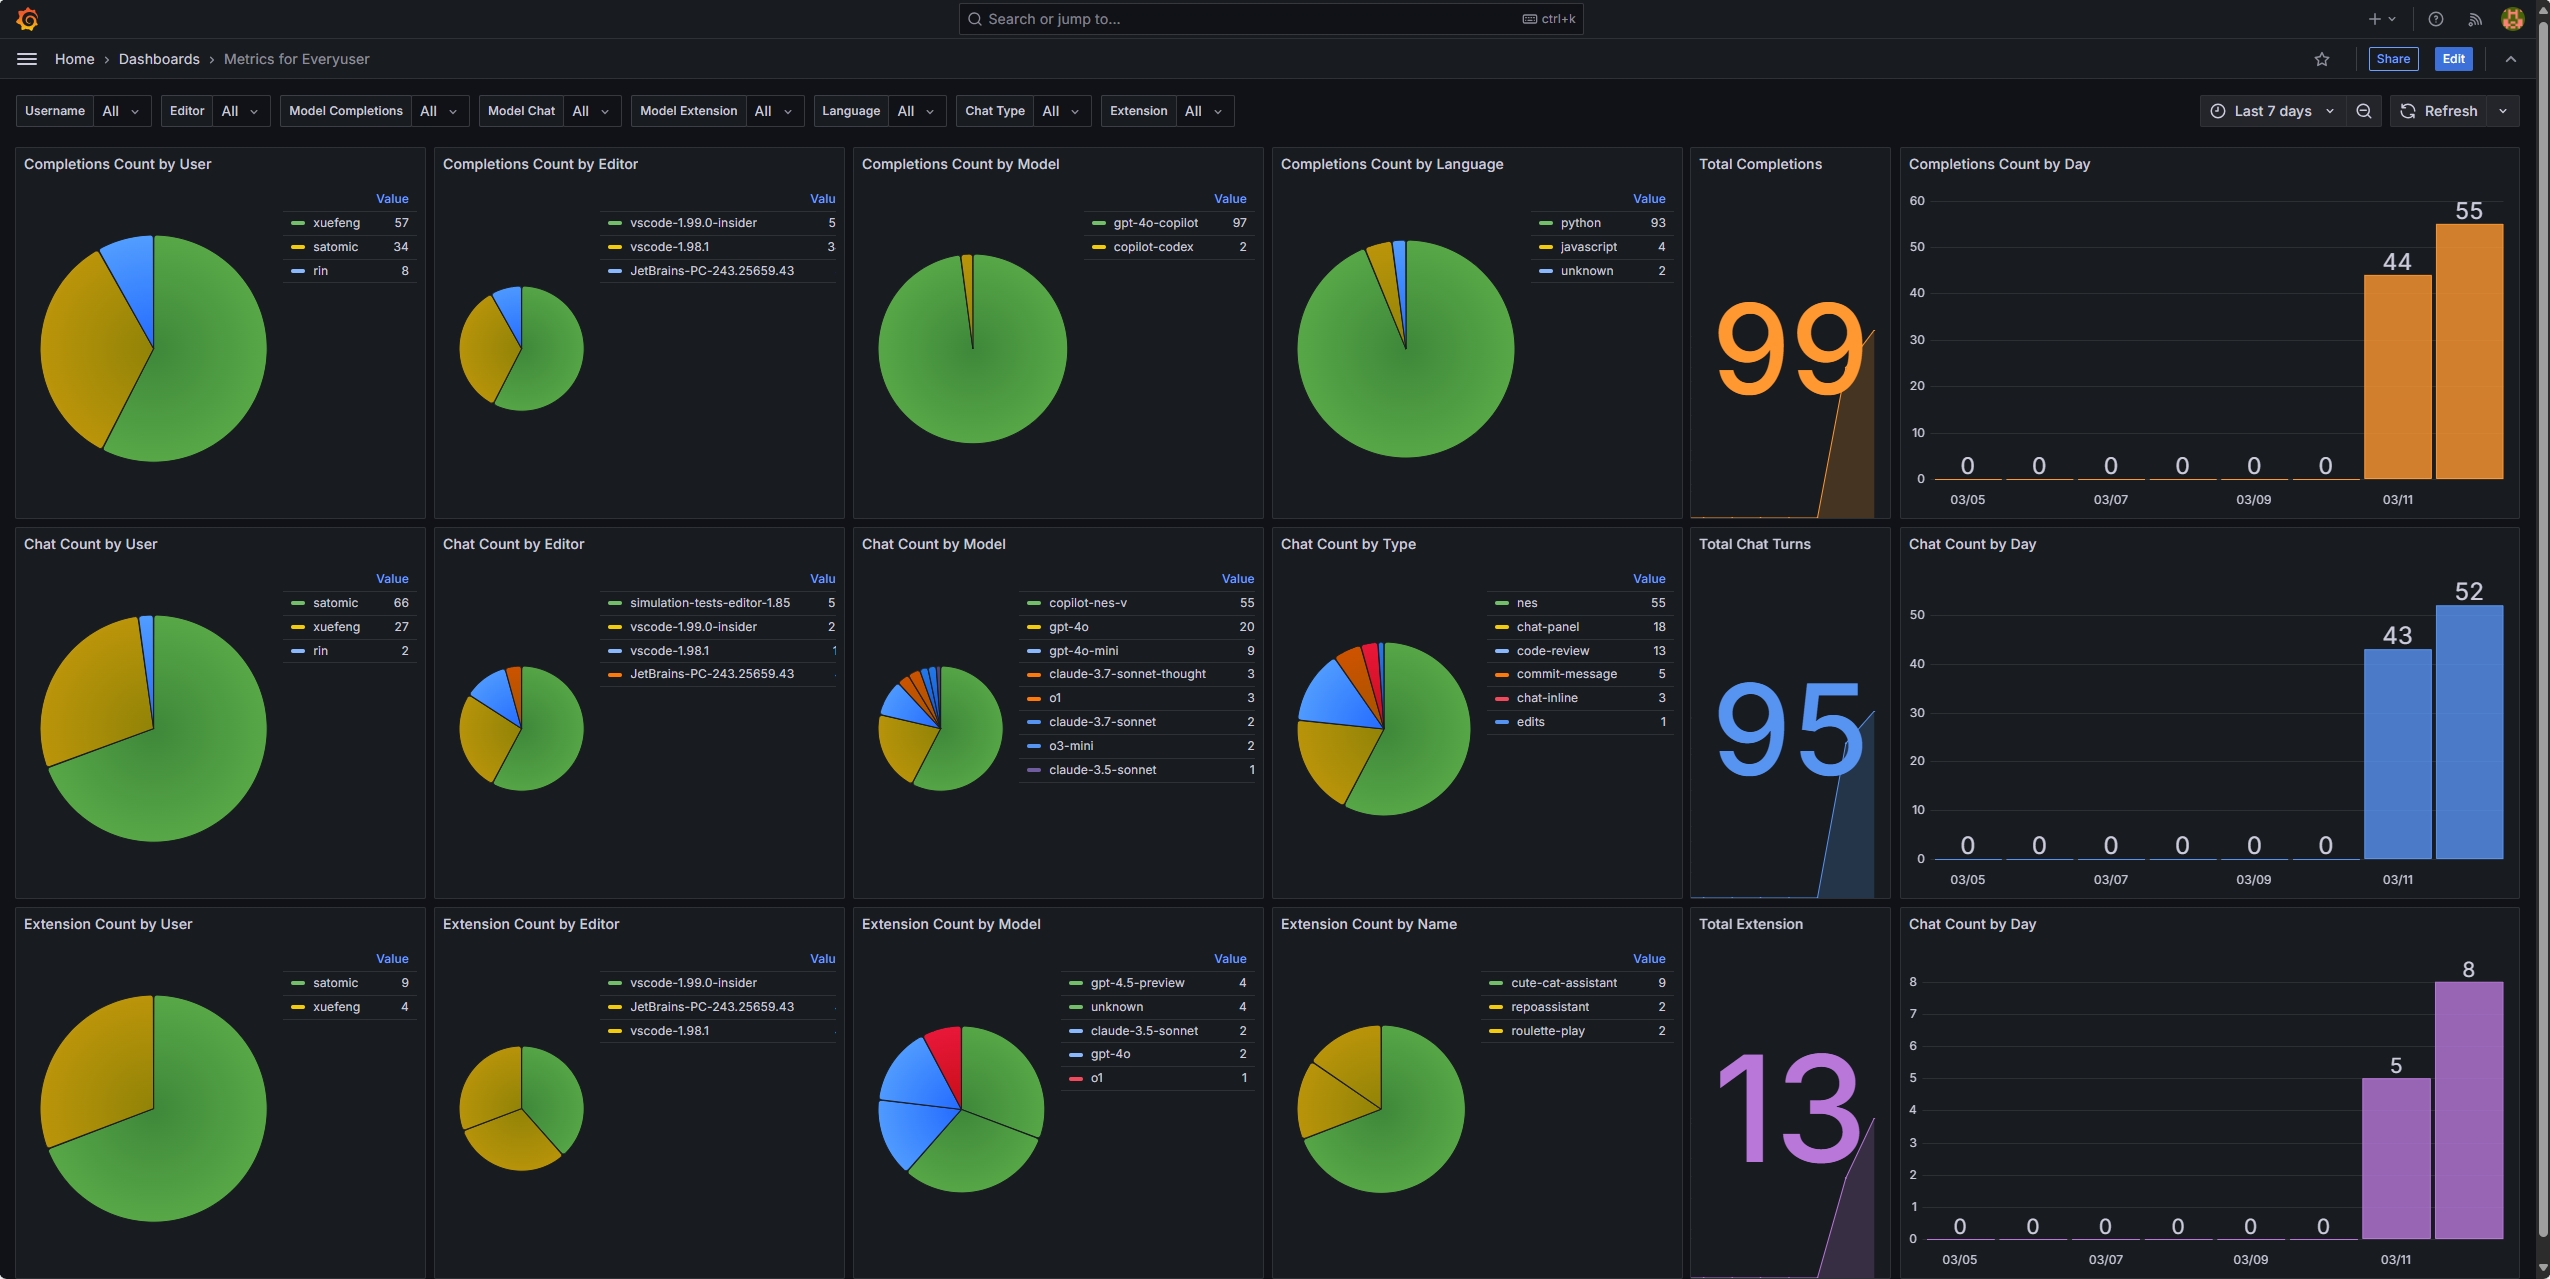 Search or jump to...
ctrl+k
Home › Dashboards › Metrics for Everyuser
Share
Edit
Username All
Editor All
Model Completions All
Model Chat All
Model Extension All
Language All
Chat Type All
Extension All
Last 7 days
Refresh
Completions Count by User
Value
xuefeng 57
satomic 34
rin 8
Completions Count by Editor
Valu
vscode-1.99.0-insider 5
vscode-1.98.1 3
JetBrains-PC-243.25659.43
Completions Count by Model
Value
gpt-4o-copilot 97
copilot-codex 2
Completions Count by Language
Value
python 93
javascript 4
unknown 2
Total Completions
99
Completions Count by Day
60
50
40
30
20
10
0
0 0 0 0 0 0 44 55
03/05 03/07 03/09 03/11
Chat Count by User
Value
satomic 66
xuefeng 27
rin 2
Chat Count by Editor
Valu
simulation-tests-editor-1.85 5
vscode-1.99.0-insider 2
vscode-1.98.1 1
JetBrains-PC-243.25659.43
Chat Count by Model
Value
copilot-nes-v 55
gpt-4o 20
gpt-4o-mini 9
claude-3.7-sonnet-thought 3
o1 3
claude-3.7-sonnet 2
o3-mini 2
claude-3.5-sonnet 1
Chat Count by Type
Value
nes 55
chat-panel 18
code-review 13
commit-message 5
chat-inline 3
edits 1
Total Chat Turns
95
Chat Count by Day
50
40
30
20
10
0
0 0 0 0 0 0 43 52
03/05 03/07 03/09 03/11
Extension Count by User
Value
satomic 9
xuefeng 4
Extension Count by Editor
Valu
vscode-1.99.0-insider
JetBrains-PC-243.25659.43
vscode-1.98.1
Extension Count by Model
Value
gpt-4.5-preview 4
unknown 4
claude-3.5-sonnet 2
gpt-4o 2
o1 1
Extension Count by Name
Value
cute-cat-assistant 9
repoassistant 2
roulette-play 2
Total Extension
13
Chat Count by Day
8
7
6
5
4
3
2
1
0
0 0 0 0 0 0 5 8
03/05 03/07 03/09 03/11